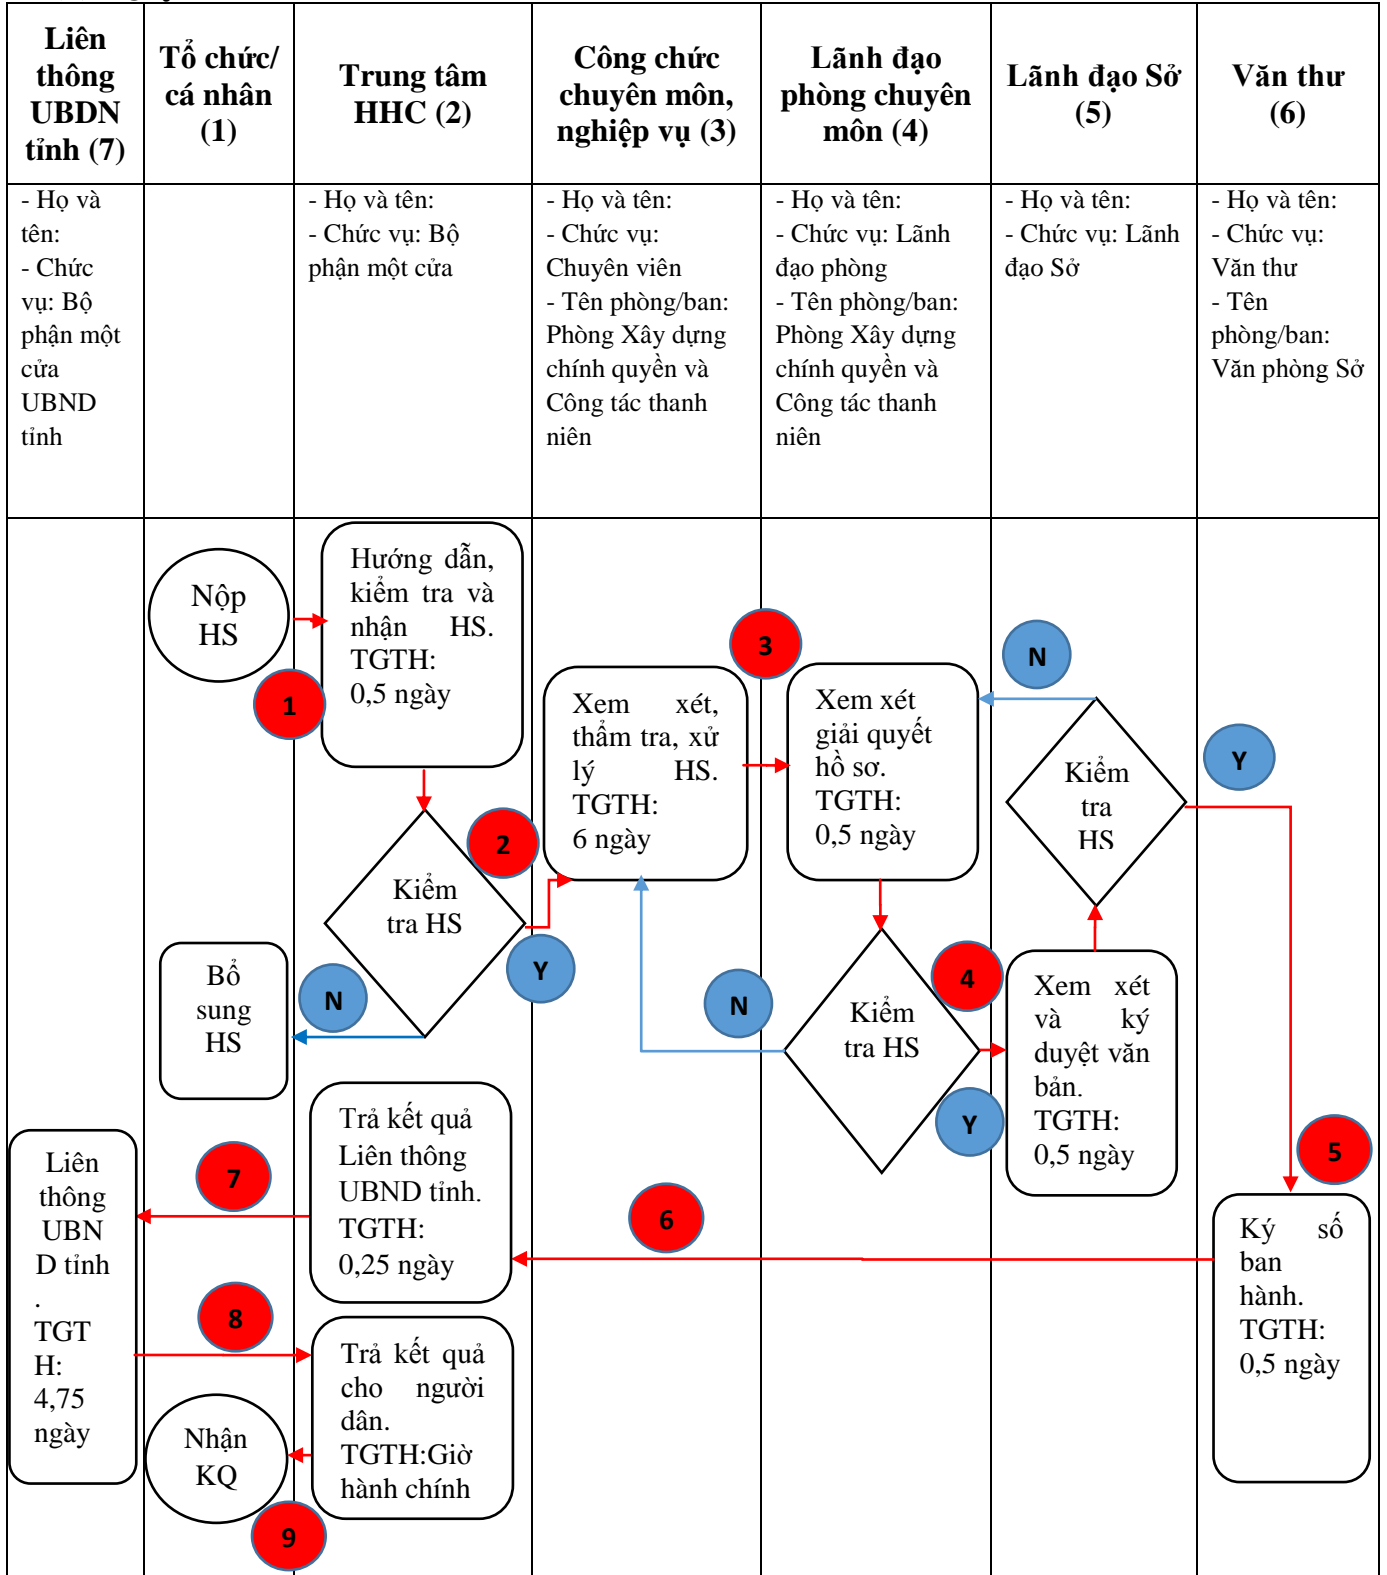 Liên
thông
UBDN
tỉnh (7)
Tổ chức/
cá nhân
(1)
Trung tâm
HHC (2)
Công chức
chuyên môn,
nghiệp vụ (3)
Lãnh đạo
phòng chuyên
môn (4)
Lãnh đạo Sở
(5)
Văn thư
(6)
- Họ và
tên:
- Chức
vụ: Bộ
phận một
cửa
UBND
tỉnh
- Họ và tên:
- Chức vụ: Bộ
phận một cửa
- Họ và tên:
- Chức vụ:
Chuyên viên
- Tên phòng/ban:
Phòng Xây dựng
chính quyền và
Công tác thanh
niên
- Họ và tên:
- Chức vụ: Lãnh
đạo phòng
- Tên phòng/ban:
Phòng Xây dựng
chính quyền và
Công tác thanh
niên
- Họ và tên:
- Chức vụ: Lãnh
đạo Sở
- Họ và tên:
- Chức vụ:
Văn thư
- Tên
phòng/ban:
Văn phòng Sở
Nộp
HS
1
Hướng dẫn,
kiểm tra và
nhận HS.
TGTH:
0,5 ngày
2
Kiểm
tra HS
Y
N
Bổ
sung
HS
Xem xét,
thẩm tra, xử
lý HS.
TGTH:
6 ngày
3
Xem xét
giải quyết
hồ sơ.
TGTH:
0,5 ngày
Kiểm
tra HS
N
4
Y
Xem xét
và ký
duyệt văn
bản.
TGTH:
0,5 ngày
Kiểm
tra
HS
N
Y
5
Ký số
ban
hành.
TGTH:
0,5 ngày
6
Trả kết quả
Liên thông
UBND tỉnh.
TGTH:
0,25 ngày
7
Liên
thông
UBN
D tỉnh
.
TGT
H:
4,75
ngày
8
Trả kết quả
cho người
dân.
TGTH:Giờ
hành chính
9
Nhận
KQ